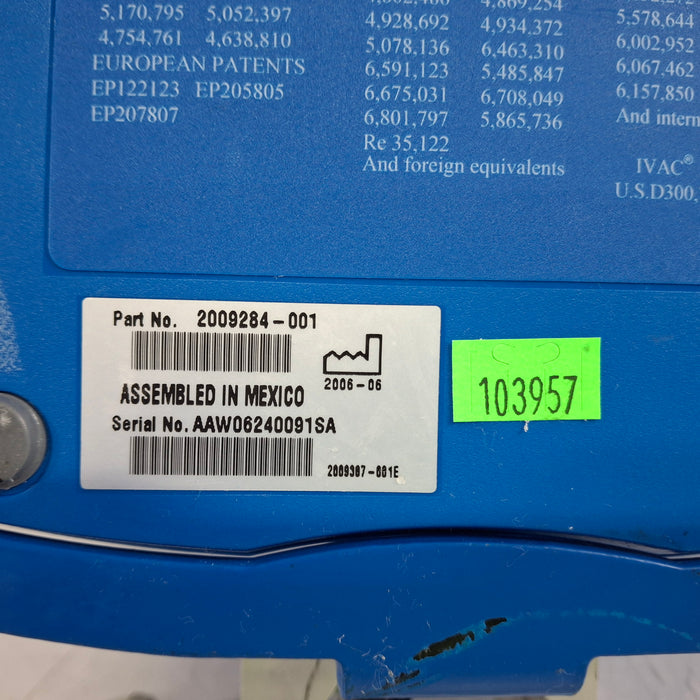 5,170,795 5,052,397
4,754,761 4,638,810
EUROPEAN PATENTS
EP122123 EP205805
EP207807
4,869,254
4,928,692 4,934,372
5,078,136 6,463,310
6,591,123 5,485,847
6,675,031 6,708,049
6,801,797 5,865,736
Re 35,122
And foreign equivalents
5,578,644
6,002,952
6,067,462
6,157,850
And intern
IVAC®
U.S.D300,
Part No. 2009284-001
2006-06
ASSEMBLED IN MEXICO
Serial No. AAW06240091SA
2009307-001E
103957